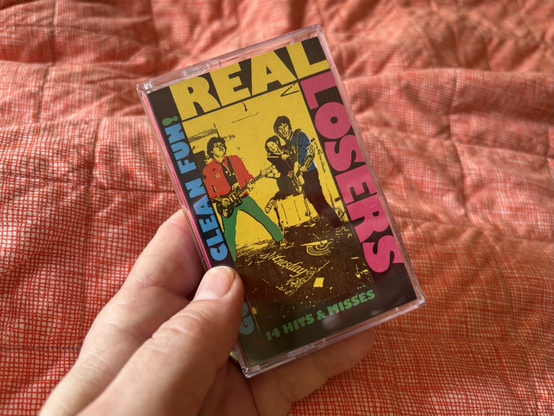 REAL
LOSERS
CLEAN FUN!
14 HITS & MISSES